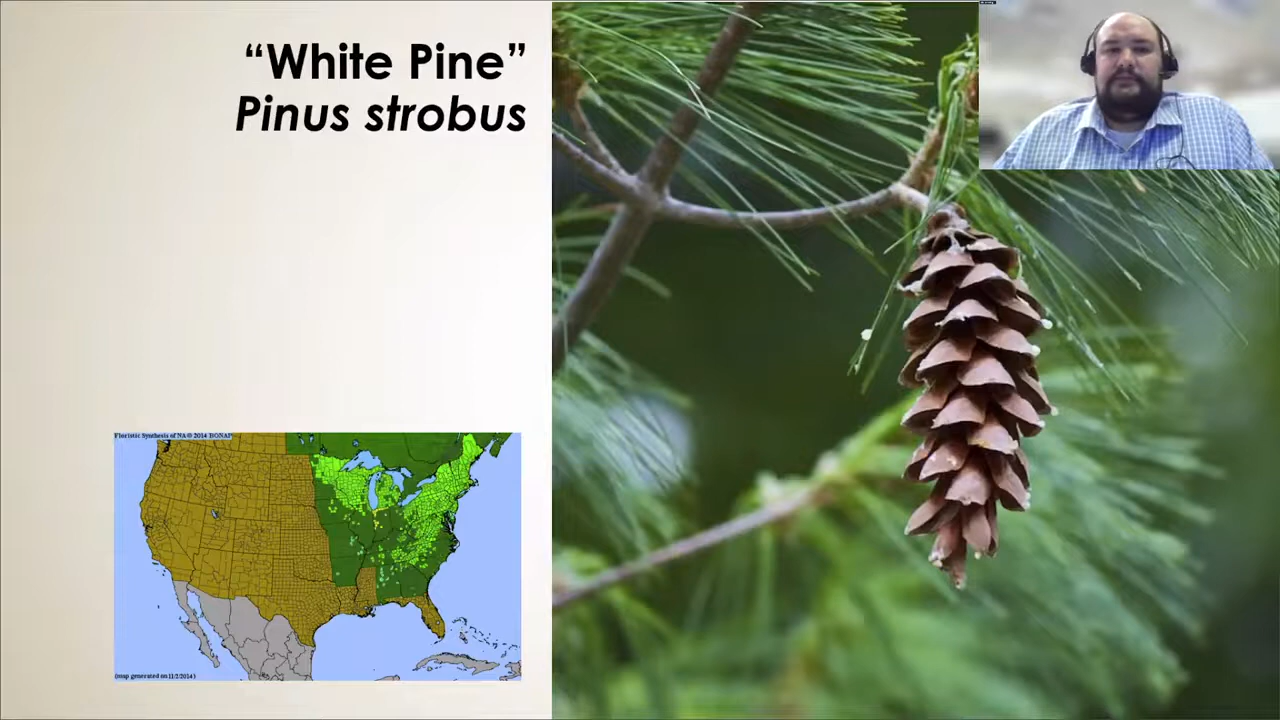 “White Pine”
Pinus strobus
Floristic Synthesis of NA © 2014 BONAP
(map generated on 11/2/2014)